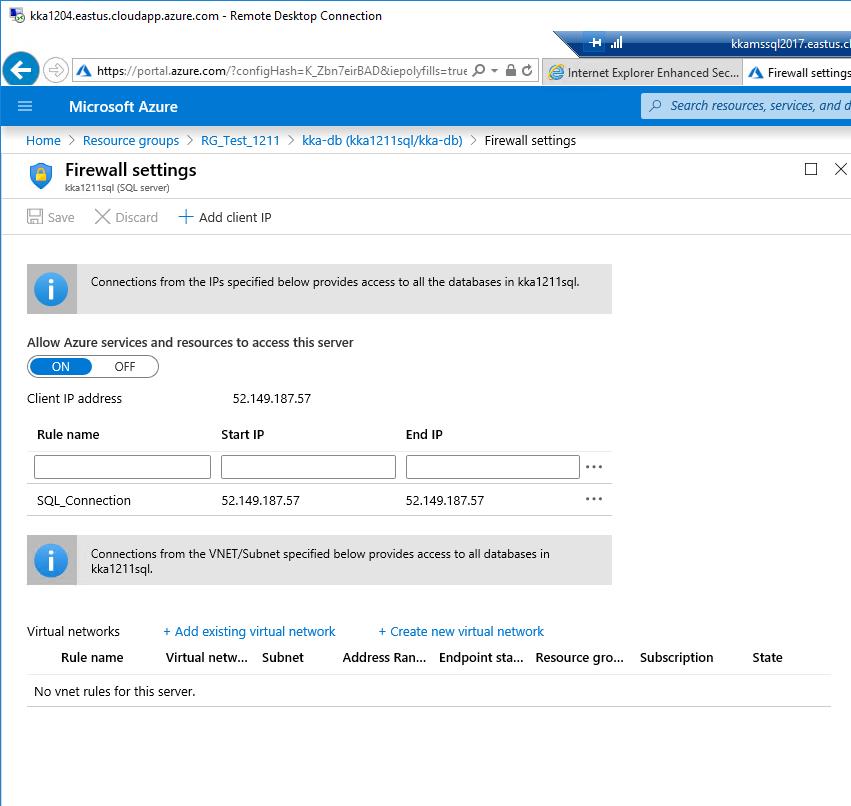 kka1204.eastus.cloudapp.azure.com - Remote Desktop Connection
kkamssql2017.eastus.cl
https://portal.azure.com/?configHash=K_Zbn7eirBAD&iepolyfills=true
Internet Explorer Enhanced Sec...
Firewall settings
Microsoft Azure
Search resources, services, and d
Home > Resource groups > RG_Test_1211 > kka-db (kka1211sql/kka-db) > Firewall settings
Firewall settings
kka1211sql (SQL server)
Save Discard Add client IP
Connections from the IPs specified below provides access to all the databases in kka1211sql.
Allow Azure services and resources to access this server
ON OFF
Client IP address 52.149.187.57
Rule name Start IP End IP
...
SQL_Connection 52.149.187.57 52.149.187.57 ...
Connections from the VNET/Subnet specified below provides access to all databases in
kka1211sql.
Virtual networks + Add existing virtual network + Create new virtual network
Rule name Virtual netw... Subnet Address Ran... Endpoint sta... Resource gro... Subscription State
No vnet rules for this server.